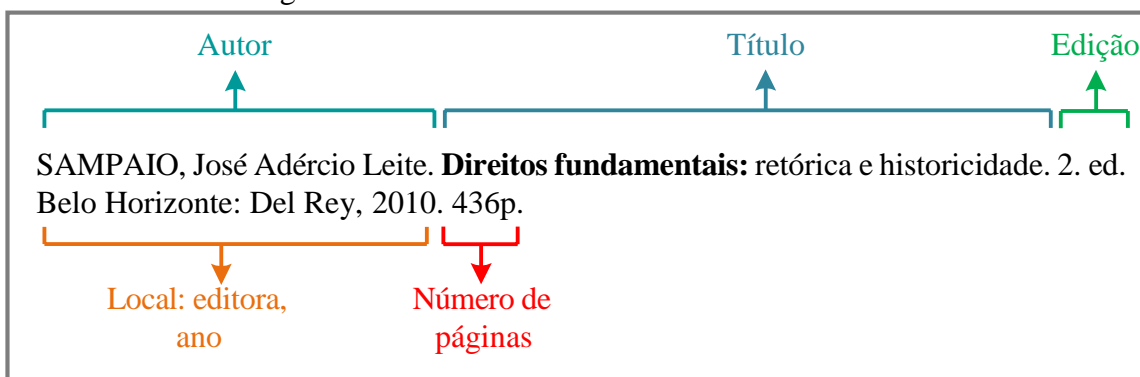 Autor Título Edição
SAMPAIO, José Adércio Leite. Direitos fundamentais: retórica e historicidade. 2. ed.
Belo Horizonte: Del Rey, 2010. 436p.
Local: editora, Número de
ano páginas